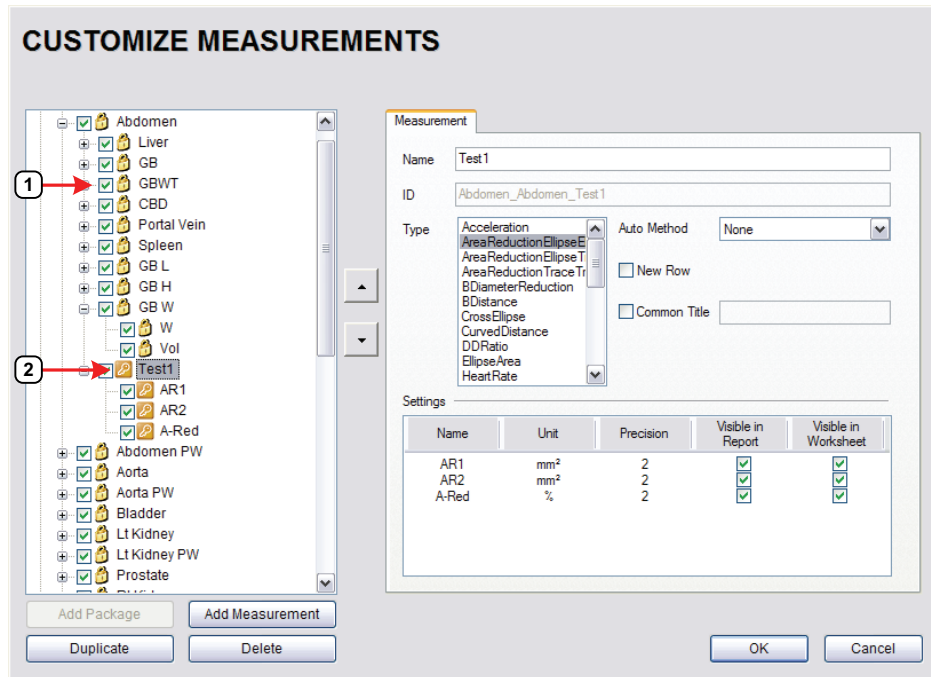 CUSTOMIZE MEASUREMENTS
Abdomen
Liver
GB
1
GBWT
CBD
Portal Vein
Spleen
GB L
GB H
GB W
W
Vol
2
Test1
AR1
AR2
A-Red
Abdomen PW
Aorta
Aorta PW
Bladder
Lt Kidney
Lt Kidney PW
Prostate
Add Package Add Measurement
Duplicate Delete
Measurement
Name Test1
ID Abdomen_Abdomen_Test1
Type
Acceleration
AreaReductionEllipseE
AreaReductionEllipseT
AreaReductionTraceTr
BDiameterReduction
BDistance
CrossEllipse
CurvedDistance
DDRatio
EllipseArea
HeartRate
Auto Method None
New Row
Common Title
Settings
Name Unit Precision Visible in Report Visible in Worksheet
AR1 mm² 2
AR2 mm² 2
A-Red % 2
OK Cancel